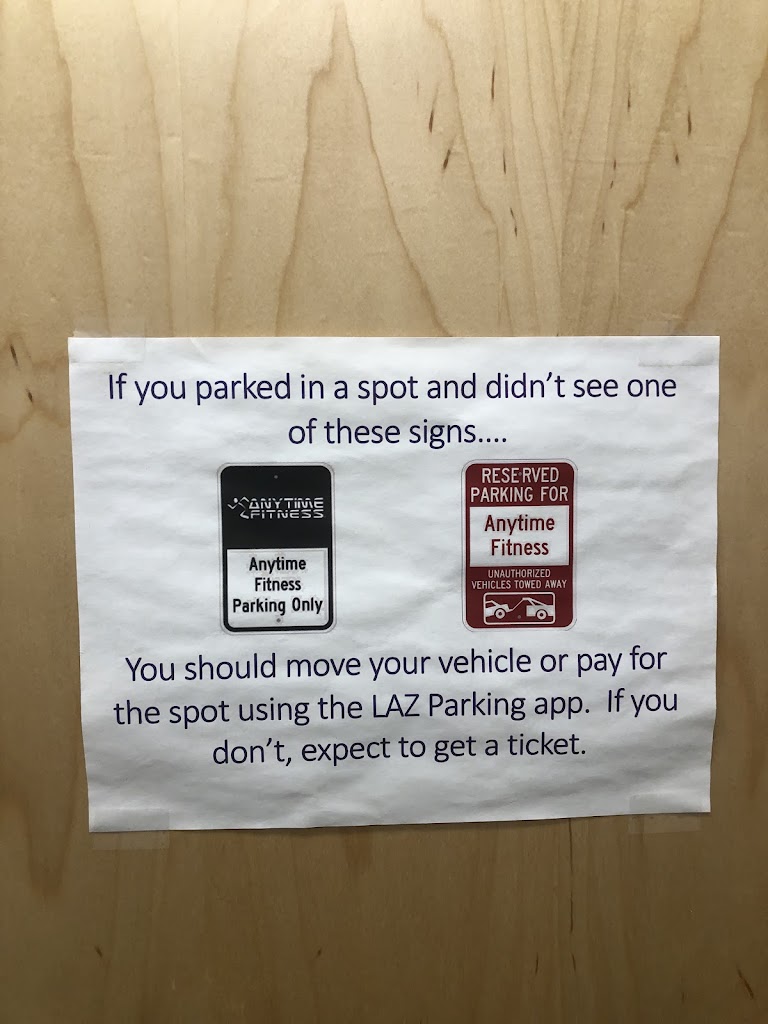 If you parked in a spot and didn't see one
of these signs....
ANYTIME
FITNESS
Anytime
Fitness
Parking Only
RESERVED
PARKING FOR
Anytime
Fitness
UNAUTHORIZED
VEHICLES TOWED AWAY
You should move your vehicle or pay for
the spot using the LAZ Parking app.  If you
don't, expect to get a ticket.